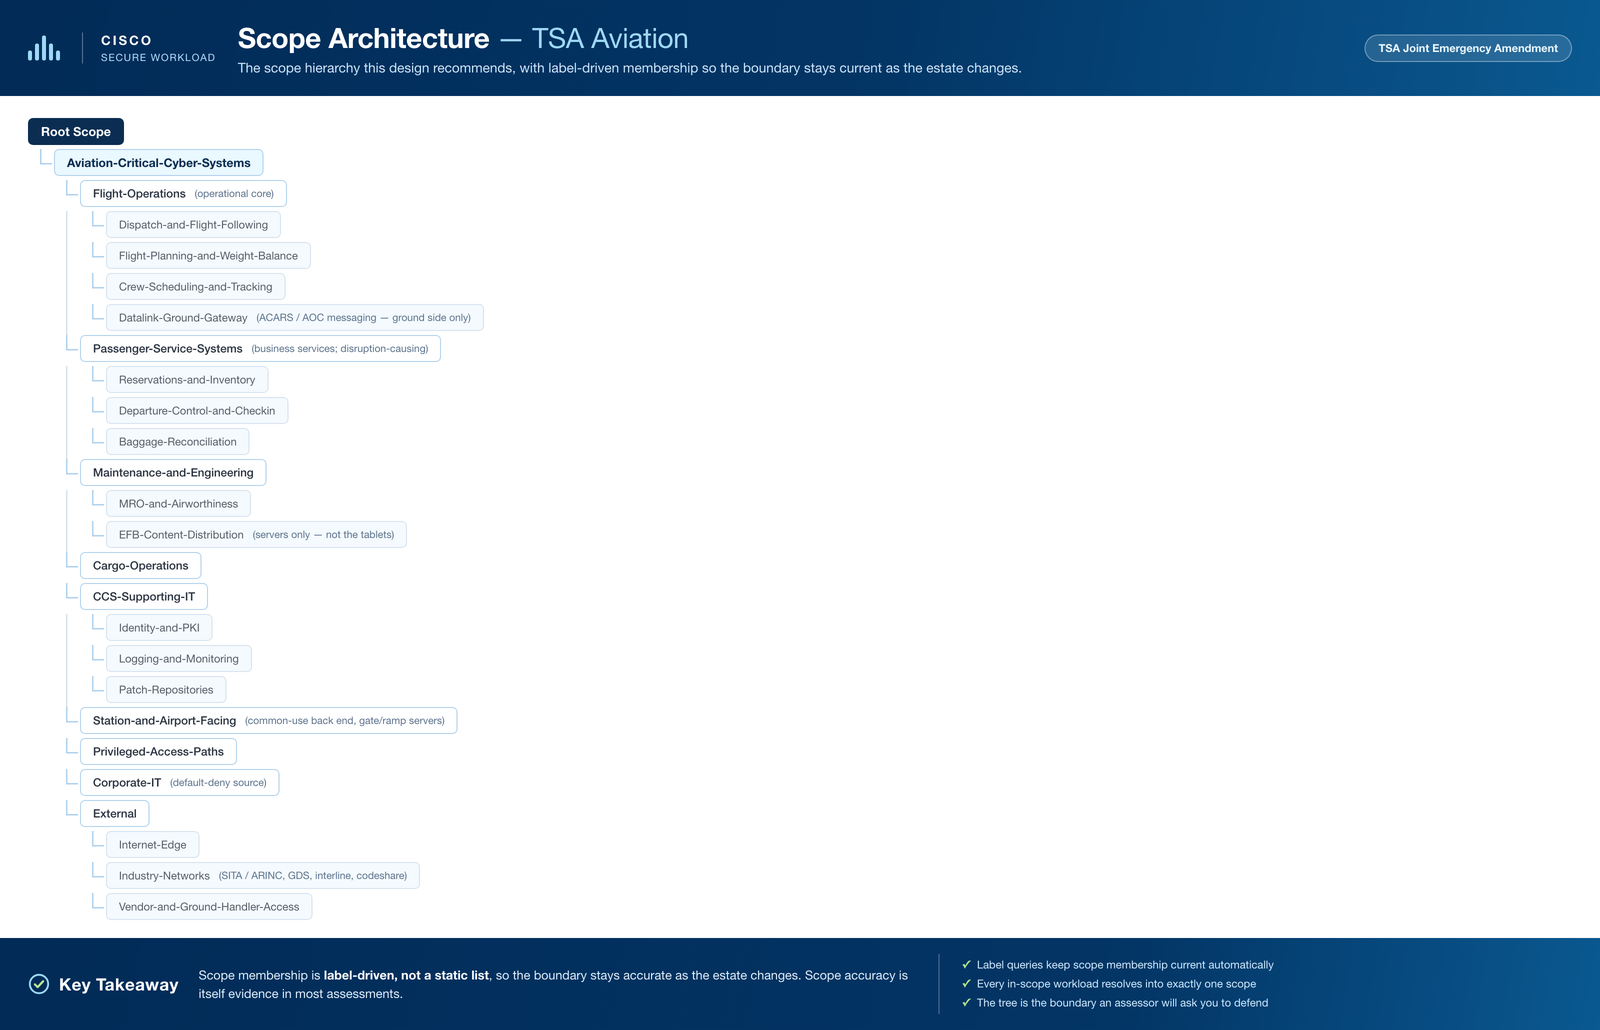 CISCO
SECURE WORKLOAD
Scope Architecture — TSA Aviation
The scope hierarchy this design recommends, with label-driven membership so the boundary stays current as the estate changes.
TSA Joint Emergency Amendment
Root Scope
Aviation-Critical-Cyber-Systems
Flight-Operations (operational core)
Dispatch-and-Flight-Following
Flight-Planning-and-Weight-Balance
Crew-Scheduling-and-Tracking
Datalink-Ground-Gateway (ACARS / AOC messaging — ground side only)
Passenger-Service-Systems (business services; disruption-causing)
Reservations-and-Inventory
Departure-Control-and-Checkin
Baggage-Reconciliation
Maintenance-and-Engineering
MRO-and-Airworthiness
EFB-Content-Distribution (servers only — not the tablets)
Cargo-Operations
CCS-Supporting-IT
Identity-and-PKI
Logging-and-Monitoring
Patch-Repositories
Station-and-Airport-Facing (common-use back end, gate/ramp servers)
Privileged-Access-Paths
Corporate-IT (default-deny source)
External
Internet-Edge
Industry-Networks (SITA / ARINC, GDS, interline, codeshare)
Vendor-and-Ground-Handler-Access
Key Takeaway
Scope membership is label-driven, not a static list, so the boundary stays accurate as the estate changes. Scope accuracy is
itself evidence in most assessments.
✓ Label queries keep scope membership current automatically
✓ Every in-scope workload resolves into exactly one scope
✓ The tree is the boundary an assessor will ask you to defend